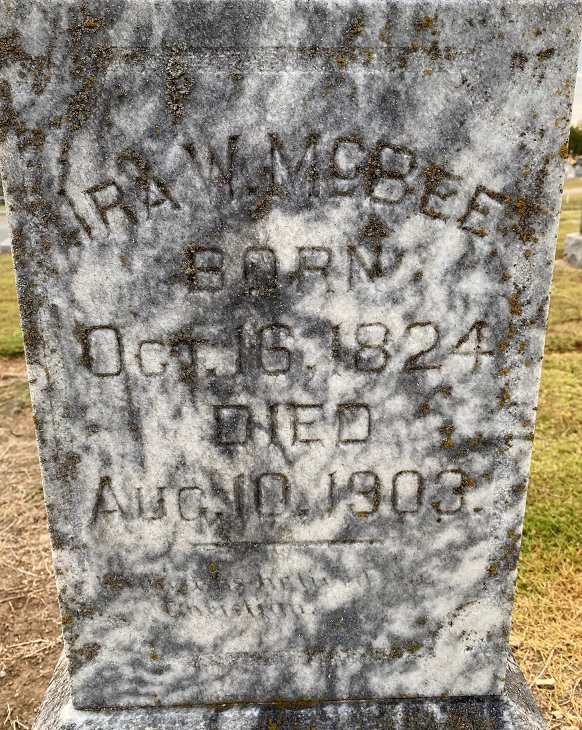 IRA W. McBEE
BORN
OCT. 16. 1824
DIED
AUG. 10. 1903.